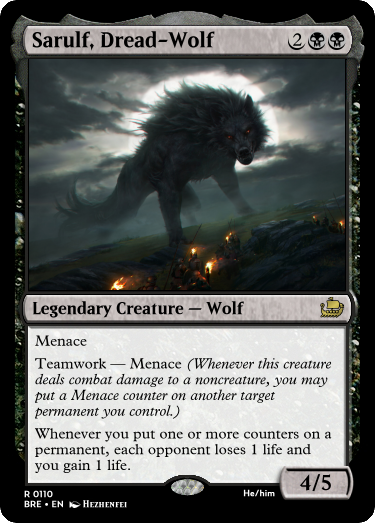 Sarulf, Dread-Wolf 2
Legendary Creature — Wolf
Menace
Teamwork — Menace (Whenever this creature
deals combat damage to a noncreature, you may
put a Menace counter on another target
permanent you control.)
Whenever you put one or more counters on a
permanent, each opponent loses 1 life and
you gain 1 life.
4/5
R 0110
He/him
BRE • EN Hezhenfei